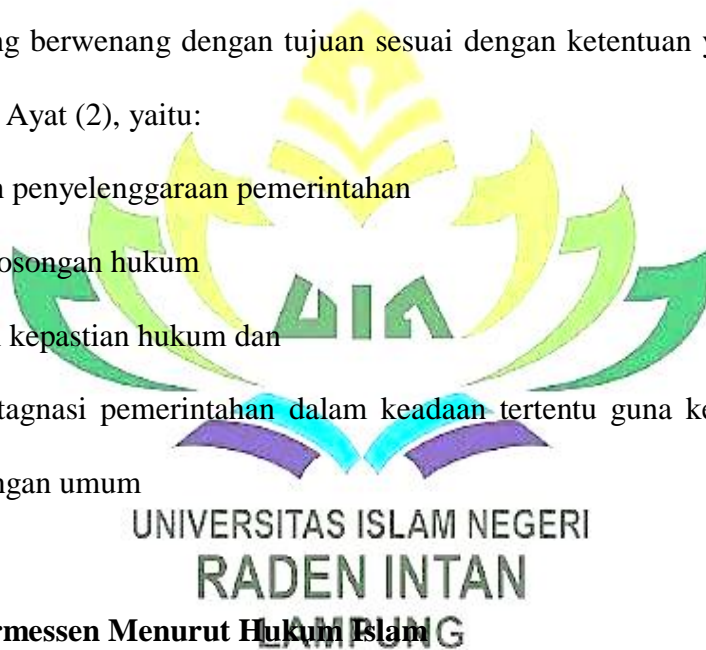 ng berwenang dengan tujuan sesuai dengan ketentuan y
Ayat (2), yaitu:
n penyelenggaraan pemerintahan
osongan hukum
kepastian hukum dan
tagnasi pemerintahan dalam keadaan tertentu guna ke
ngan umum
UIN
UNIVERSITAS ISLAM NEGERI
RADEN INTAN
LAMPUNG
rmessen Menurut Hukum Islam